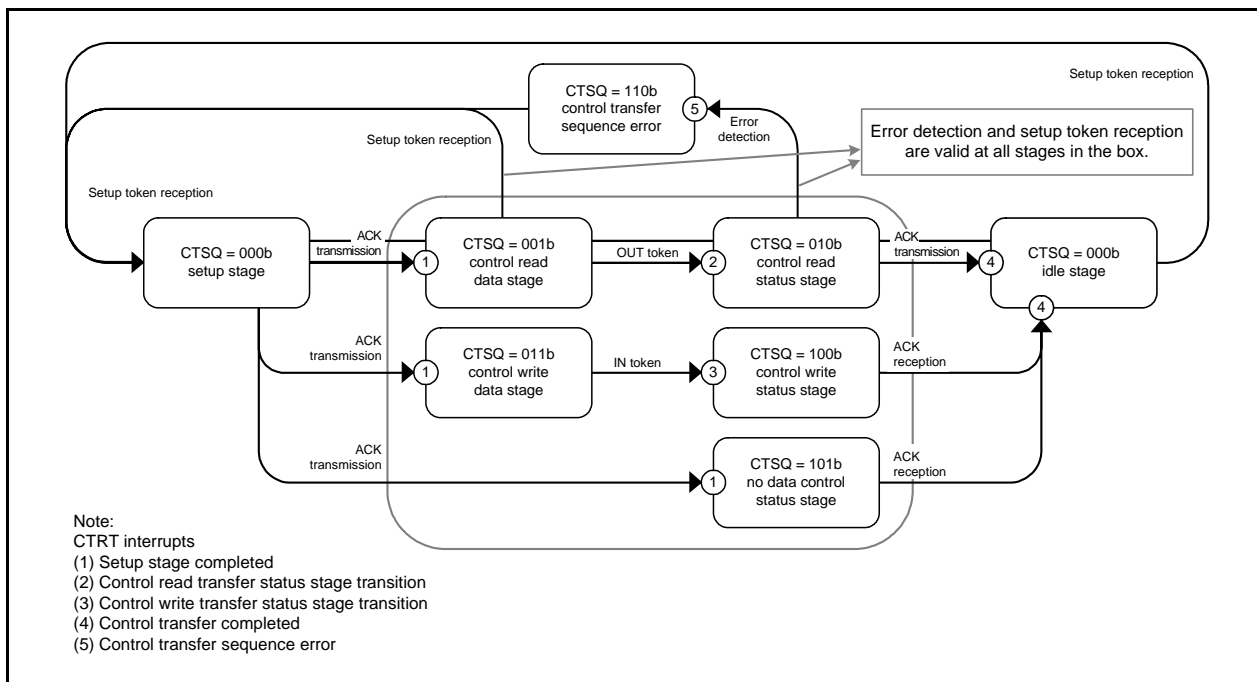 Setup token reception
CTSQ = 110b
control transfer
sequence error
5
Error
detection
Setup token reception
Error detection and setup token reception
are valid at all stages in the box.
Setup token reception
CTSQ = 000b
setup stage
ACK
transmission
1
CTSQ = 001b
control read
data stage
OUT token
2
CTSQ = 010b
control read
status stage
ACK
transmission
4
CTSQ = 000b
idle stage
4
ACK
transmission
1
CTSQ = 011b
control write
data stage
IN token
3
CTSQ = 100b
control write
status stage
ACK
reception
ACK
transmission
1
CTSQ = 101b
no data control
status stage
ACK
reception
Note:
CTRT interrupts
(1) Setup stage completed
(2) Control read transfer status stage transition
(3) Control write transfer status stage transition
(4) Control transfer completed
(5) Control transfer sequence error